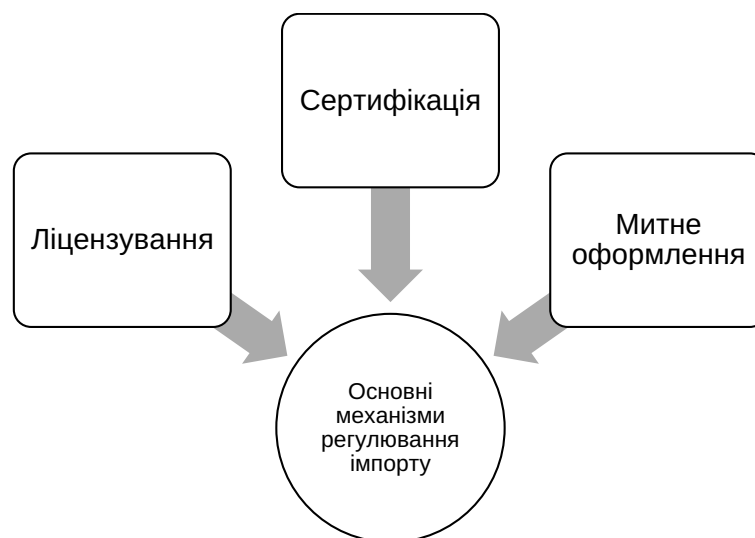 Сертифікація
Ліцензування
Митне
оформлення
Основні
механізми
регулювання
імпорту